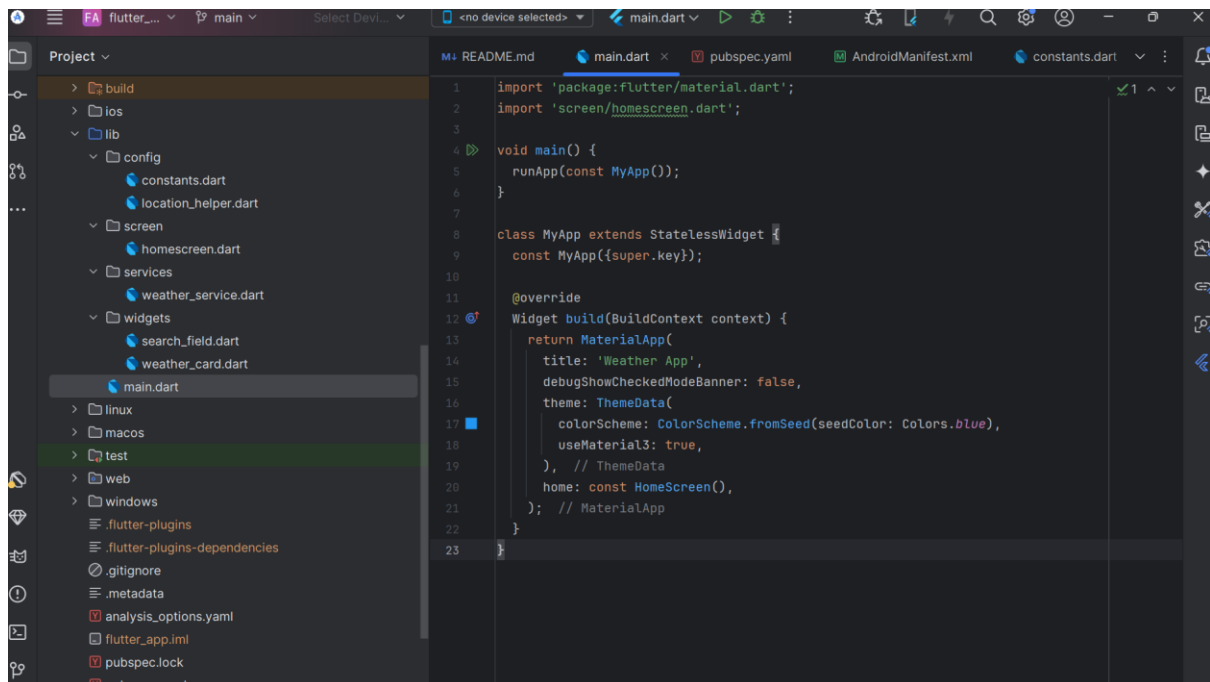 FA flutter_... main Select Devi... <no device selected> main.dart
Project
README.md main.dart pubspec.yaml AndroidManifest.xml constants.dart
build
ios
lib
config
constants.dart
location_helper.dart
screen
homescreen.dart
services
weather_service.dart
widgets
search_field.dart
weather_card.dart
main.dart
linux
macos
test
web
windows
.flutter-plugins
.flutter-plugins-dependencies
.gitignore
.metadata
analysis_options.yaml
flutter_app.iml
pubspec.lock
1 import 'package:flutter/material.dart';
2 import 'screen/homescreen.dart';
3
4 void main() {
5 runApp(const MyApp());
6 }
7
8 class MyApp extends StatelessWidget {
9 const MyApp({super.key});
10
11 @override
12 Widget build(BuildContext context) {
13 return MaterialApp(
14 title: 'Weather App',
15 debugShowCheckedModeBanner: false,
16 theme: ThemeData(
17 colorScheme: ColorScheme.fromSeed(seedColor: Colors.blue),
18 useMaterial3: true,
19 ), // ThemeData
20 home: const HomeScreen(),
21 ); // MaterialApp
22 }
23 }
1